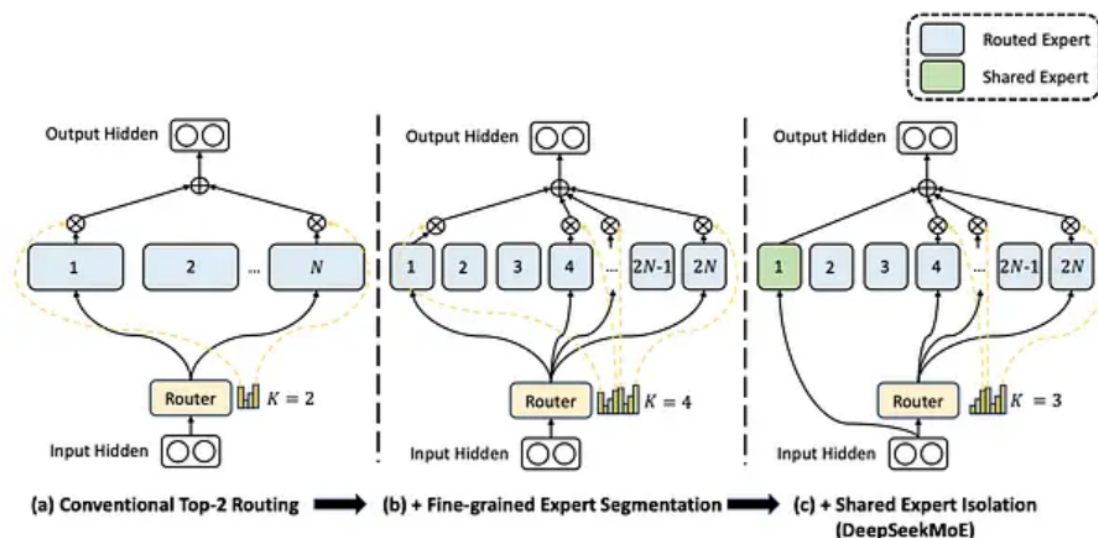 Routed Expert
Shared Expert
Output Hidden
1
2
...
N
Router
K = 2
Input Hidden
(a) Conventional Top-2 Routing
Output Hidden
1
2
3
4
...
2N-1
2N
Router
K = 4
Input Hidden
(b) + Fine-grained Expert Segmentation
Output Hidden
1
2
3
4
...
2N-1
2N
Router
K = 3
Input Hidden
(c) + Shared Expert Isolation
(DeepSeekMoE)